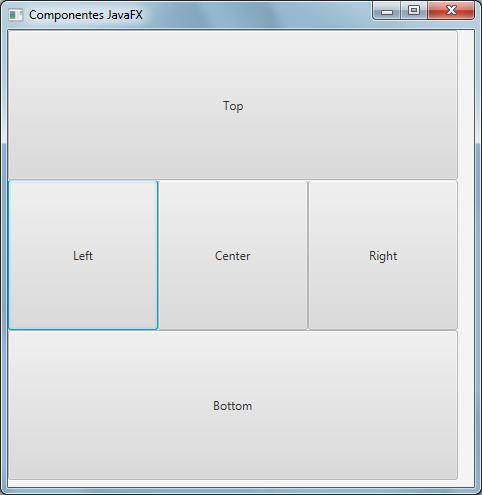 Componentes JavaFX
Top
Left
Center
Right
Bottom